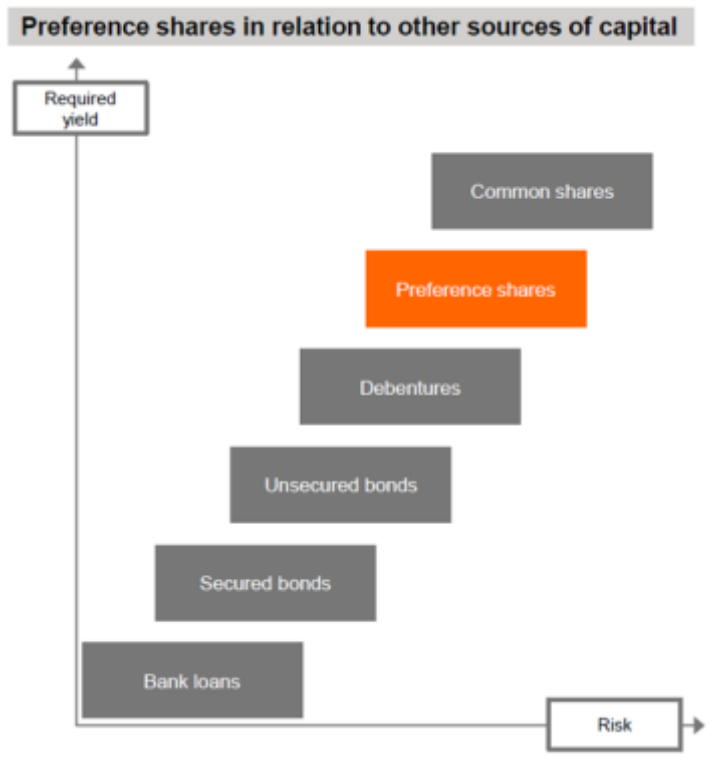 Preference shares in relation to other sources of capital
Required
yield
Common shares
Preference shares
Debentures
Unsecured bonds
Secured bonds
Bank loans
Risk